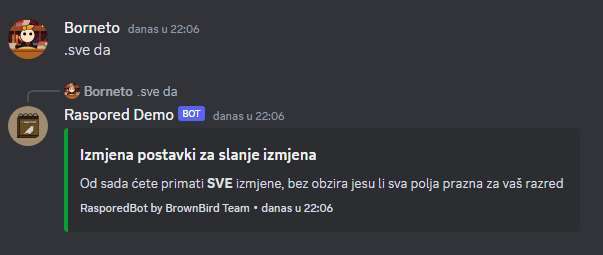 Borneto danas u 22:06
.sve da
Borneto .sve da
Raspored Demo BOT danas u 22:06
Izmjena postavki za slanje izmjena
Od sada ćete primati SVE izmjene, bez obzira jesu li sva polja prazna za vaš razred
RasporedBot by BrownBird Team • danas u 22:06